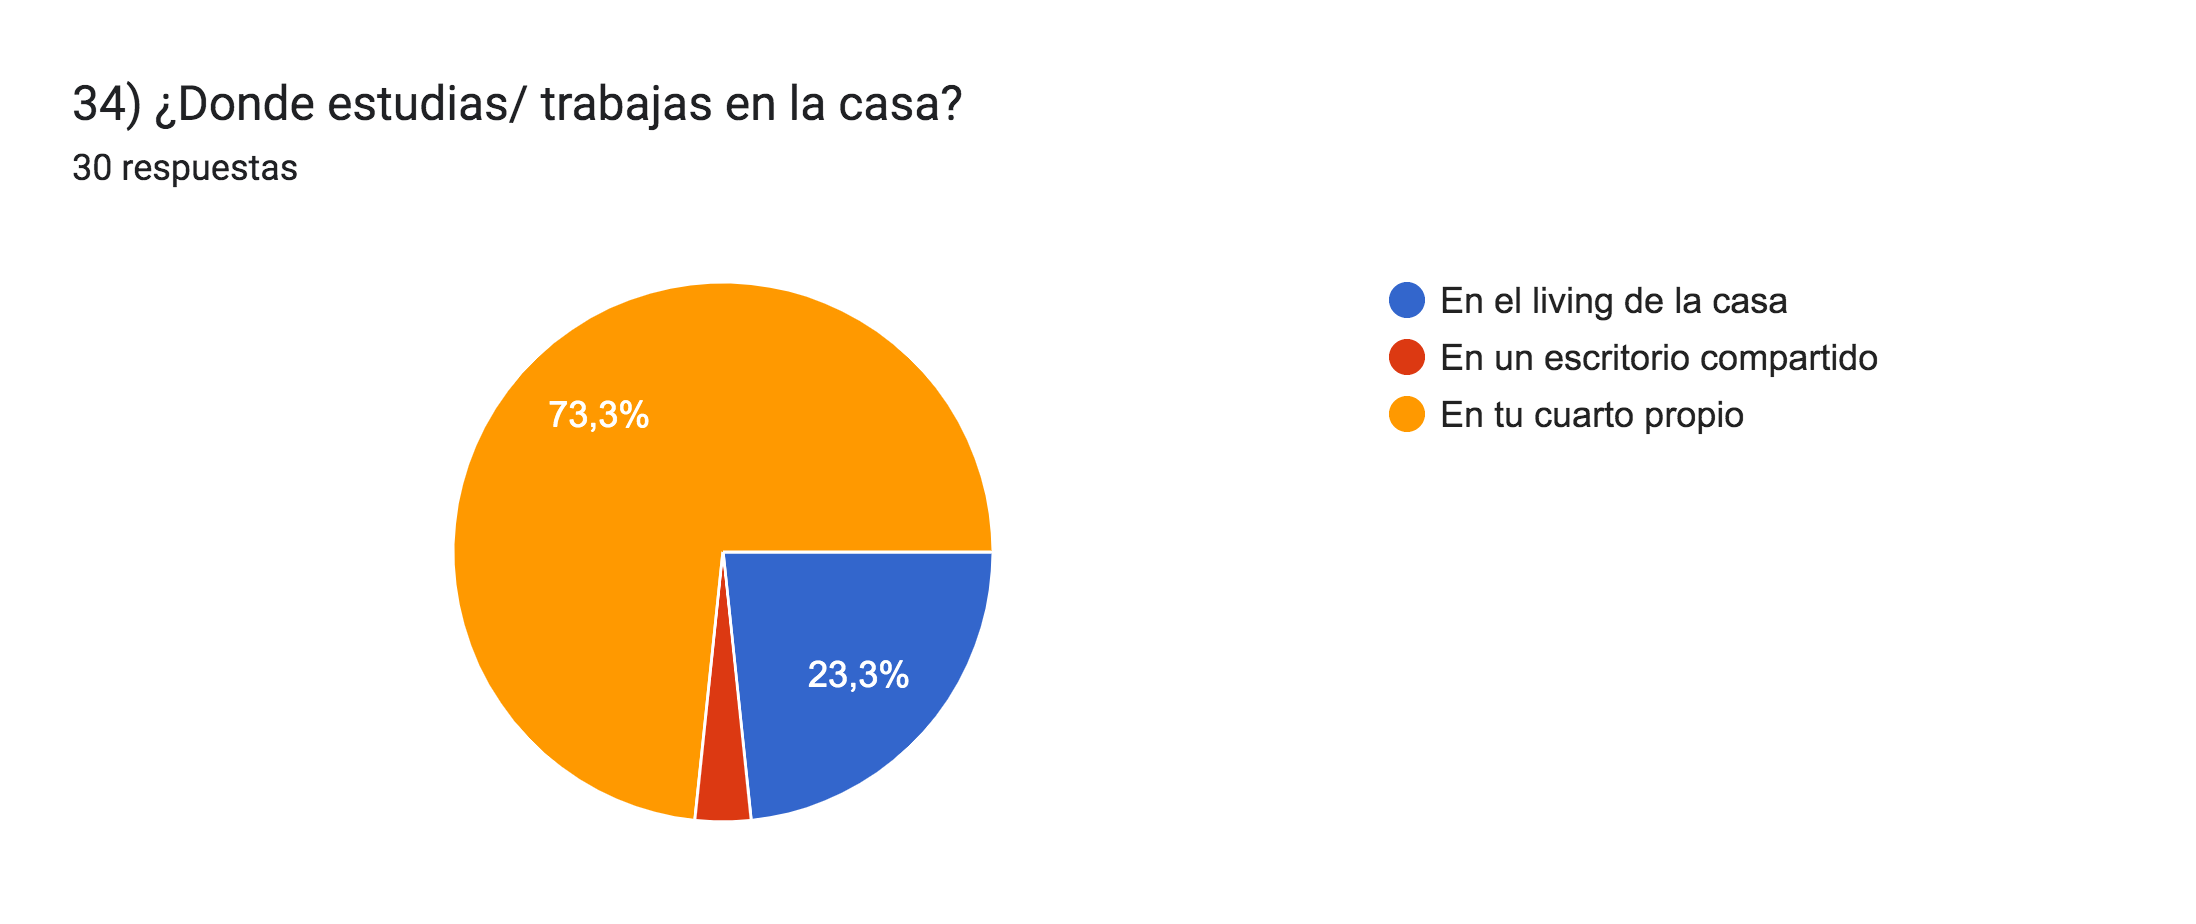 34) ¿Donde estudias/ trabajas en la casa?
30 respuestas
En el living de la casa
En un escritorio compartido
En tu cuarto propio
73,3%
23,3%